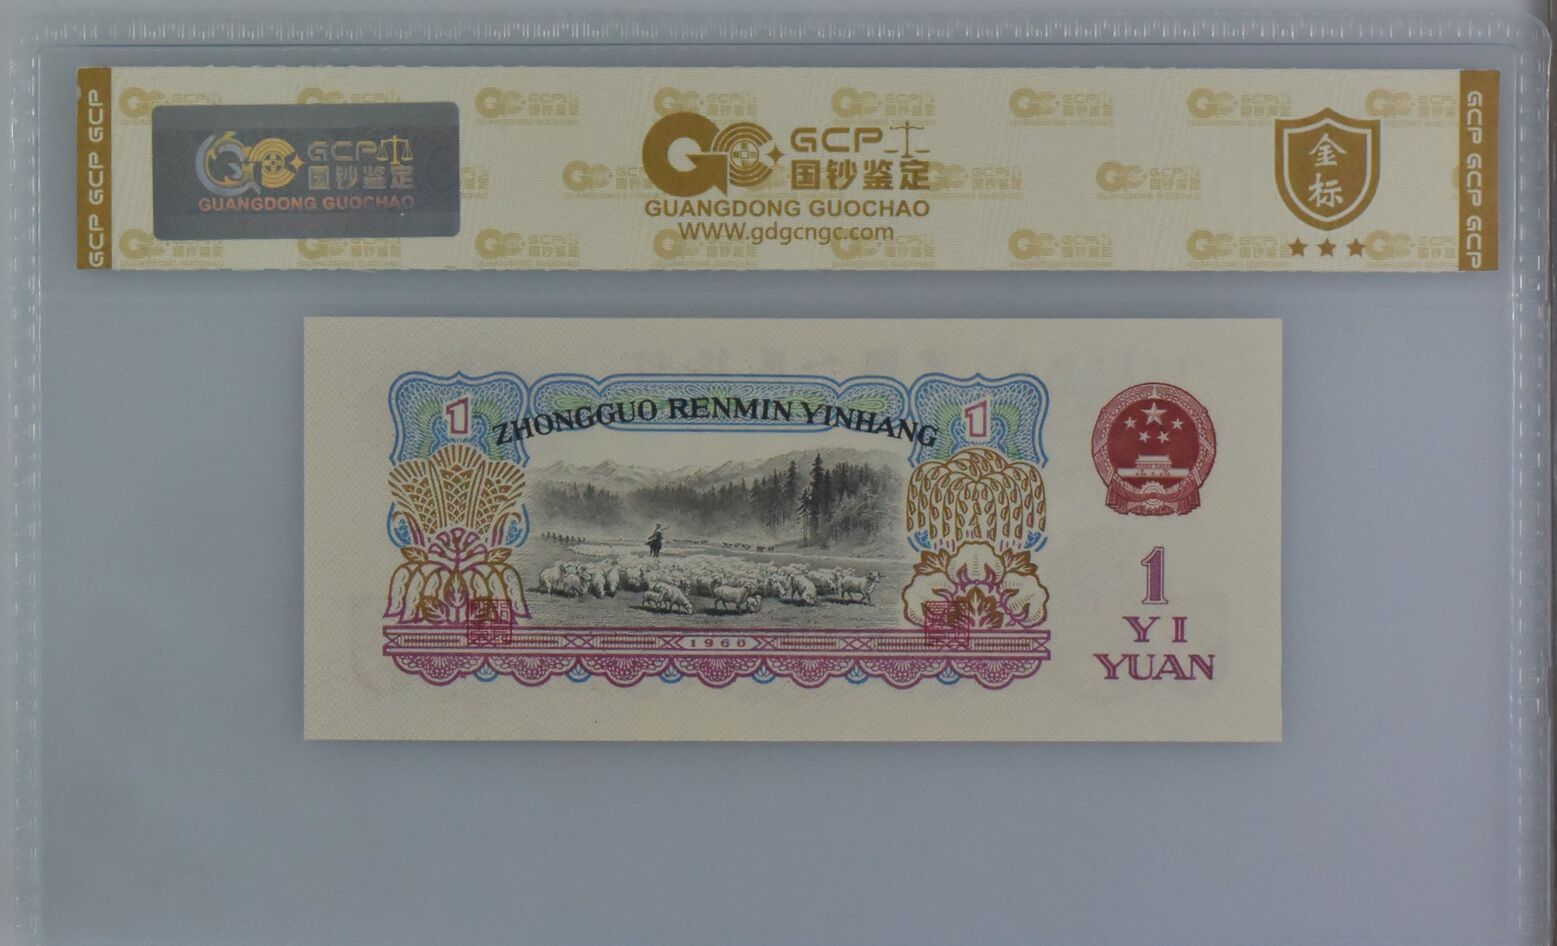 GCP GCP GCP
GCP
国钞鉴定
GUANGDONG GUOCHAO
GCP
国钞鉴定
GUANGDONG GUOCHAO
WWW.gdgcngc.com
金
标
GCP GCP GCP
1
ZHONGGUO RENMIN YINHANG
1
1960
1
YI
YUAN